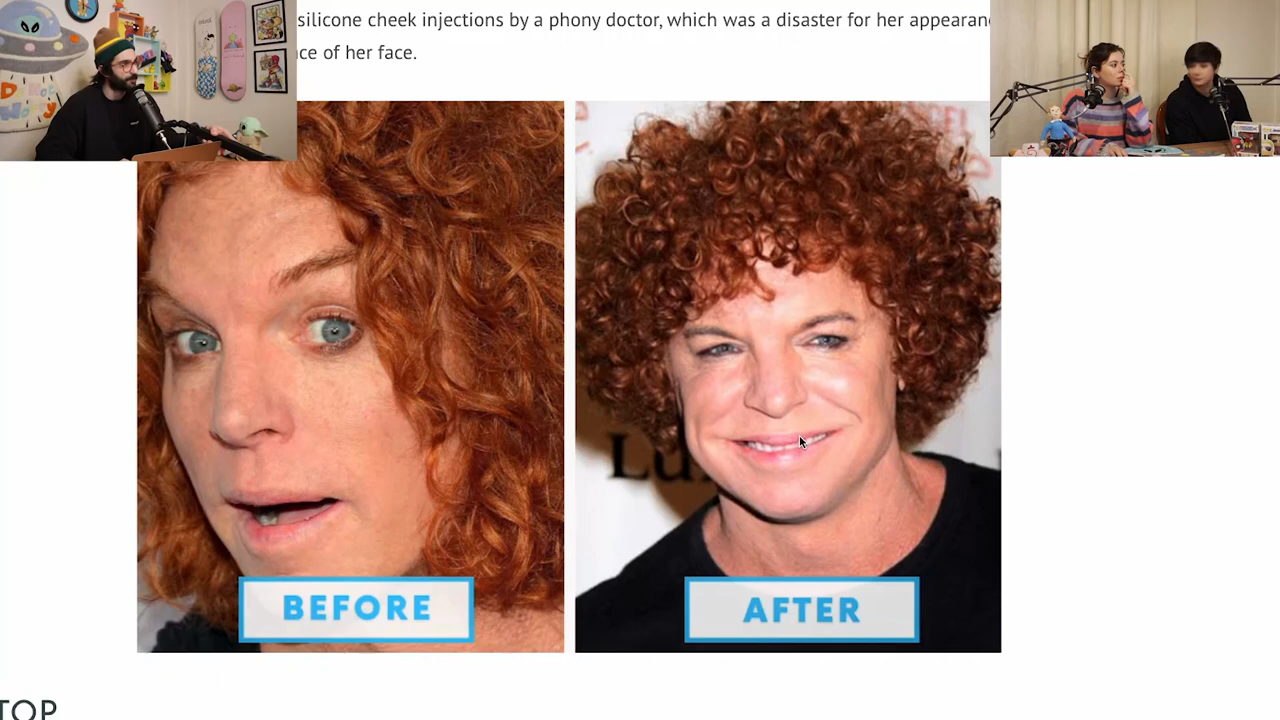 silicone cheek injections by a phony doctor, which was a disaster for her appearan
ce of her face.
BEFORE
AFTER
TOP